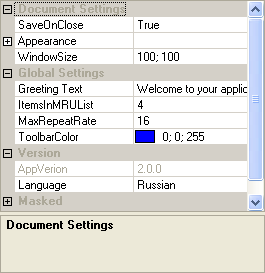 Document Settings
SaveOnClose True
Appearance
WindowSize 100; 100
Global Settings
Greeting Text Welcome to your applic
ItemsInMRUList 4
MaxRepeatRate 16
ToolbarColor 0; 0; 255
Version
AppVerion 2.0.0
Language Russian
Masked
Document Settings